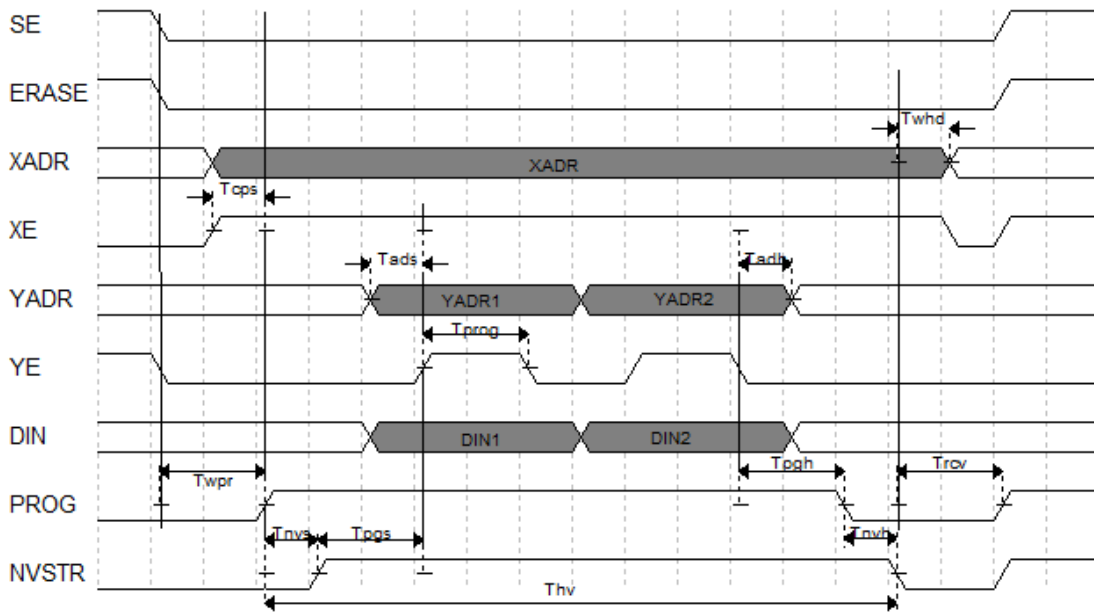 SE
ERASE
Twhd
XADR
XADR
Tcps
XE
Tads
Tadh
YADR
YADR1
YADR2
Tprog
YE
DIN
DIN1
DIN2
Twpr
Tpgh
Trcv
PROG
Tnvs
Tpgs
Tnvh
NVSTR
Thv